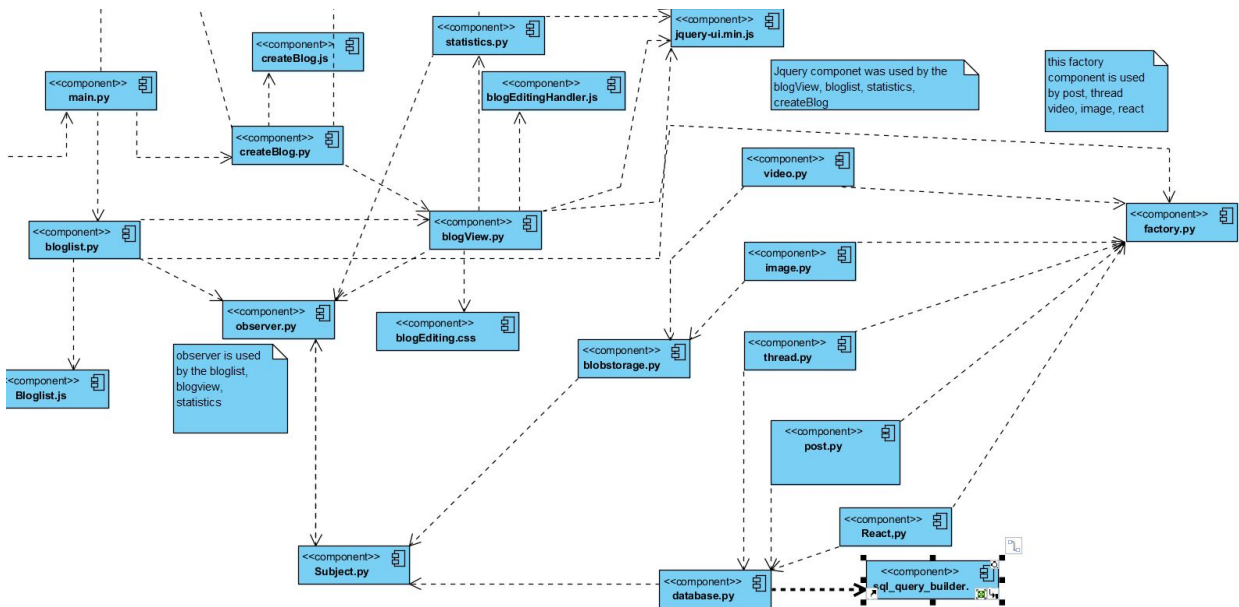 <<component>>
statistics.py
<<component>>
jquery-ui.min.js
<<component>>
createBlog.js
this factory
component is used
by post, thread
video, image, react
Jquery componet was used by the
blogView, bloglist, statistics,
createBlog
<<component>>
main.py
<<component>>
blogEditingHandler.js
<<component>>
createBlog.py
<<component>>
video.py
<<component>>
bloglist.py
<<component>>
blogView.py
<<component>>
factory.py
<<component>>
image.py
<<component>>
observer.py
<<component>>
blogEditing.css
<<component>>
blobstorage.py
<<component>>
thread.py
observer is used
by the bloglist,
blogview,
statistics
<<component>>
Bloglist.js
<<component>>
post.py
<<component>>
React,py
<<component>>
Subject.py
<<component>>
database.py
<<component>>
sql_query_builder.